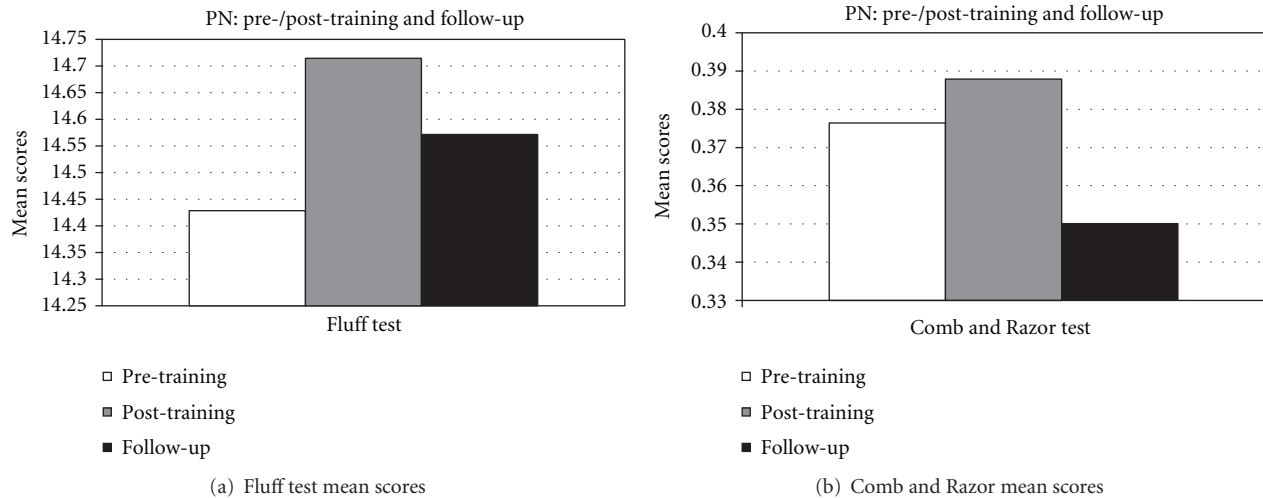 PN: pre-/post-training and follow-up
Mean scores
14.75
14.7
14.65
14.6
14.55
14.5
14.45
14.4
14.35
14.3
14.25
Fluff test
Pre-training
Post-training
Follow-up
(a) Fluff test mean scores
PN: pre-/post-training and follow-up
Mean scores
0.4
0.39
0.38
0.37
0.36
0.35
0.34
0.33
Comb and Razor test
Pre-training
Post-training
Follow-up
(b) Comb and Razor mean scores